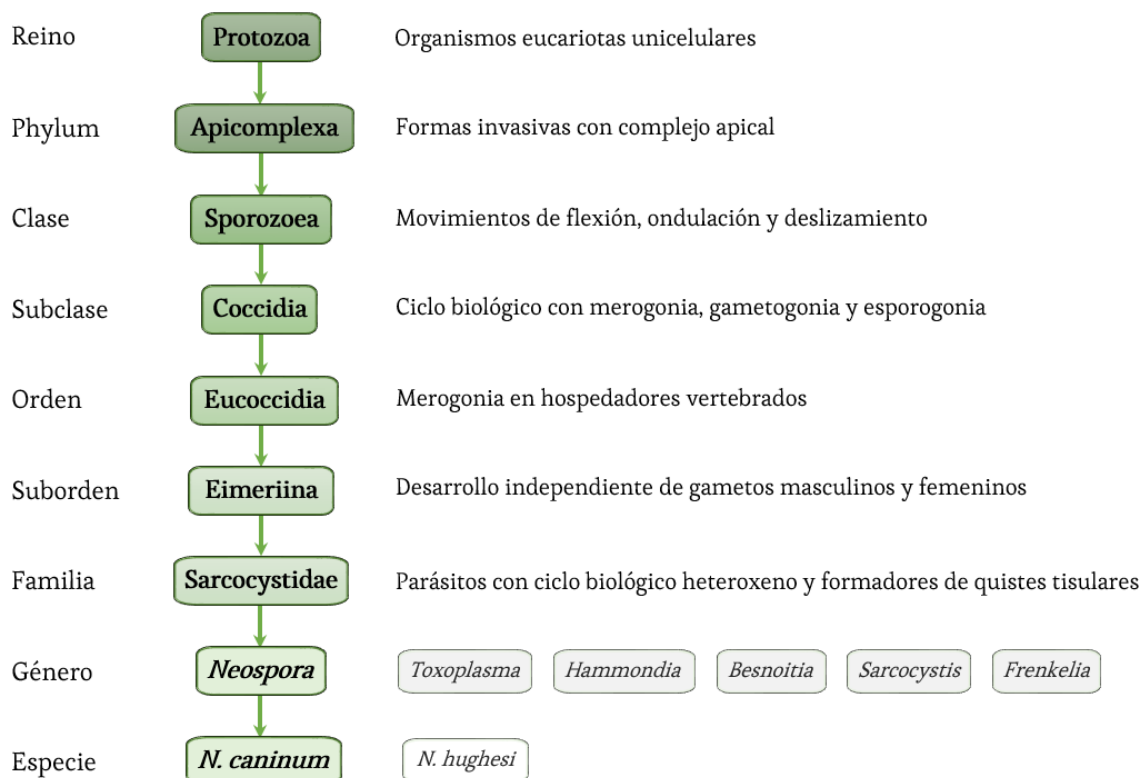 Reino Protozoa Organismos eucariotas unicelulares
Phylum Apicomplexa Formas invasivas con complejo apical
Clase Sporozoea Movimientos de flexión, ondulación y deslizamiento
Subclase Coccidia Ciclo biológico con merogonia, gametogonia y esporogonia
Orden Eucoccidia Merogonia en hospedadores vertebrados
Suborden Eimeriina Desarrollo independiente de gametos masculinos y femeninos
Familia Sarcocystidae Parásitos con ciclo biológico heteroxeno y formadores de quistes tisulares
Género Neospora Toxoplasma Hammondia Besnoitia Sarcocystis Frenkelia
Especie N. caninum N. hughesi